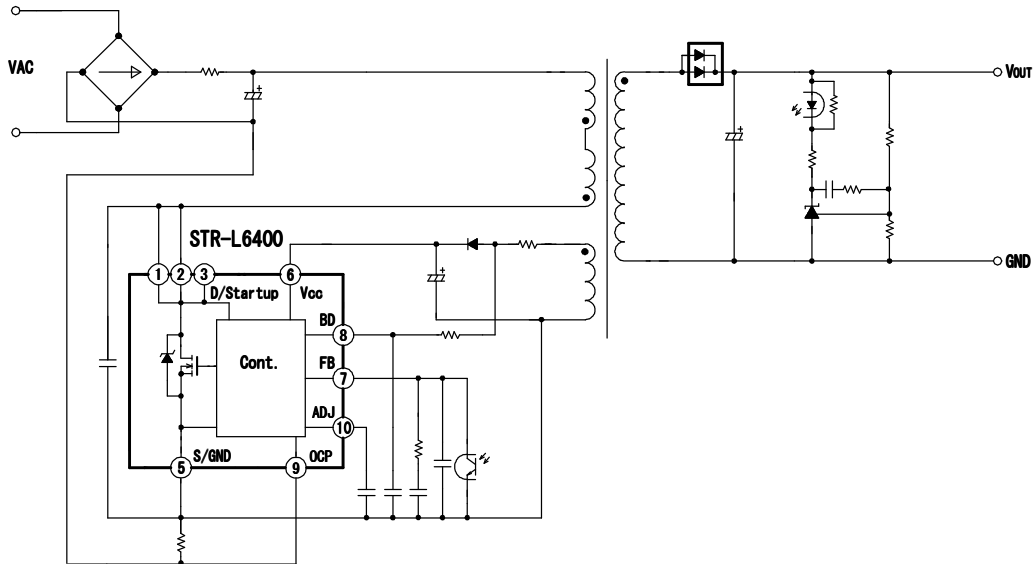 VAC
VOUT
STR-L6400
1 2 3 6
D/Startup Vcc
BD
8
Cont.
FB
7
ADJ
10
GND
S/GND OCP
5 9